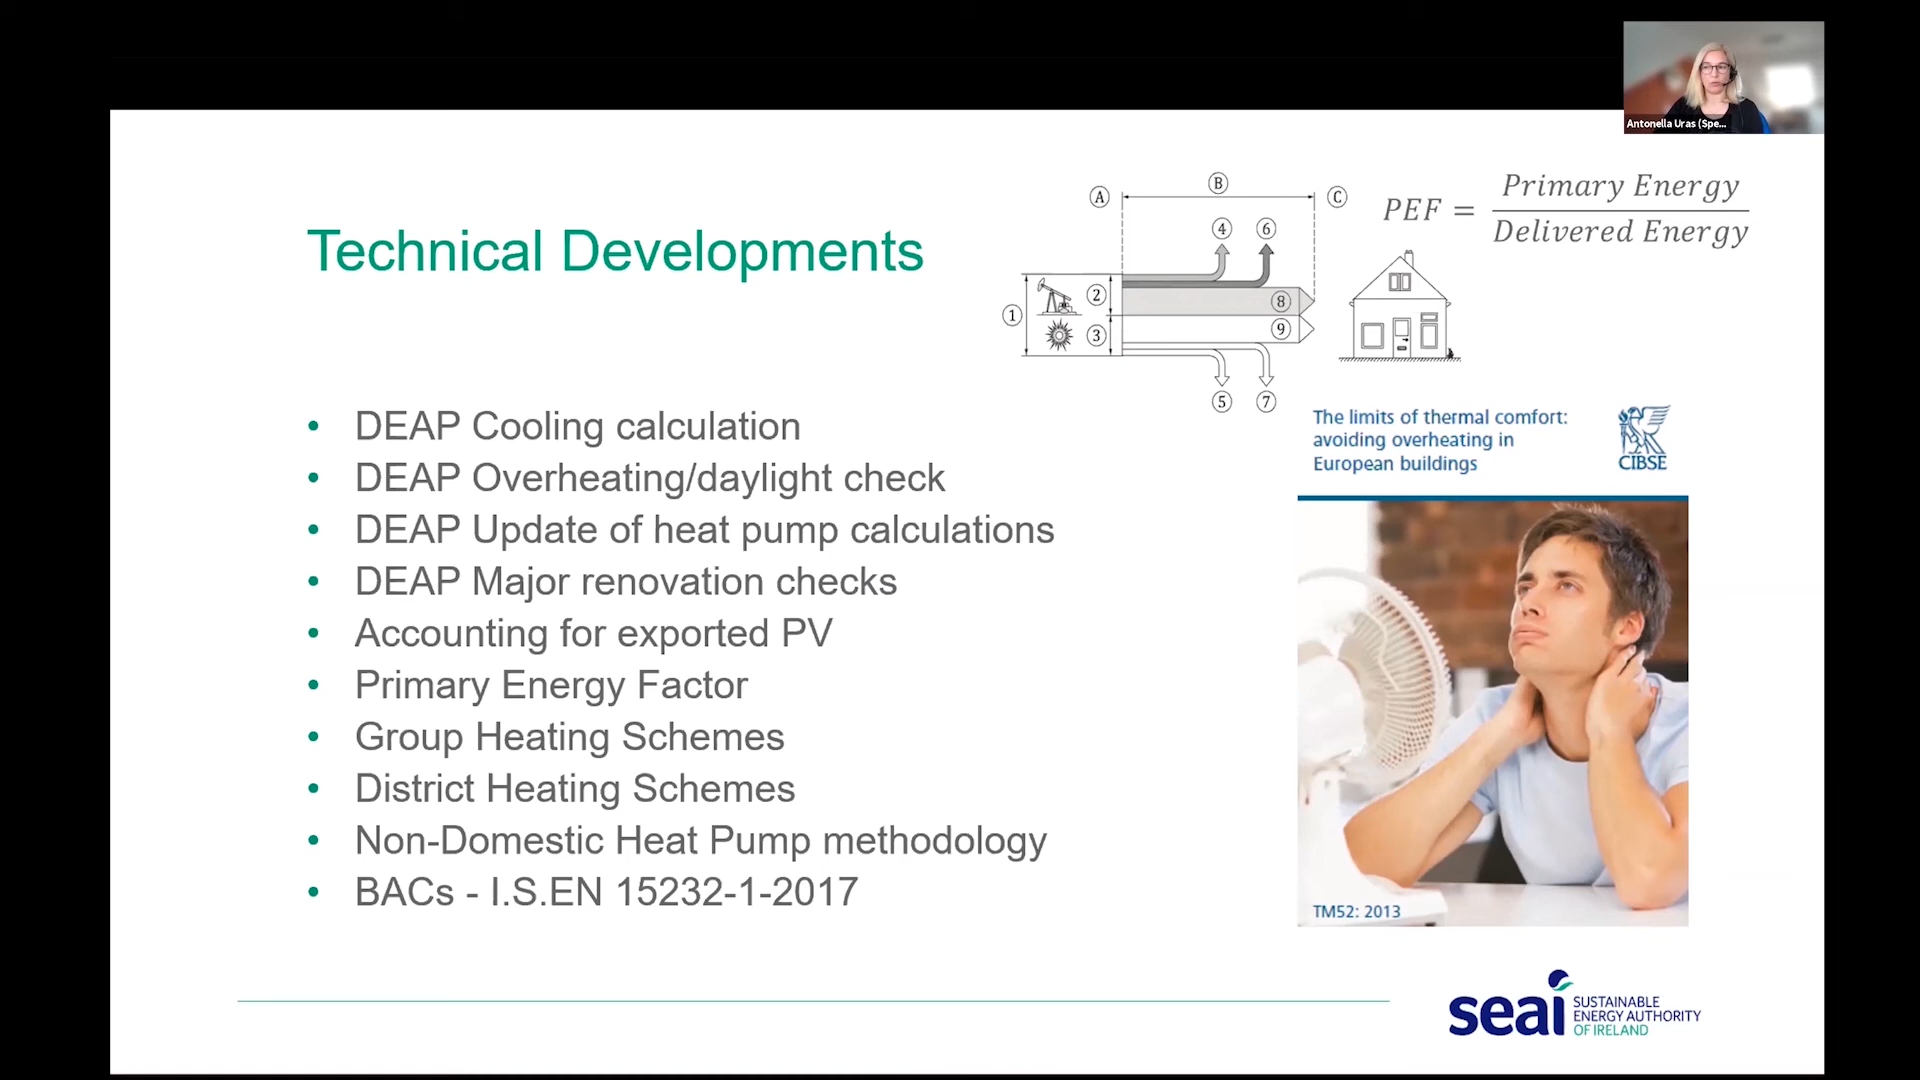 Antonella Uras (Spe...
Technical Developments
A
B
C
1
2
3
4
5
6
7
8
9
PEF = Primary Energy
Delivered Energy
• DEAP Cooling calculation
• DEAP Overheating/daylight check
• DEAP Update of heat pump calculations
• DEAP Major renovation checks
• Accounting for exported PV
• Primary Energy Factor
• Group Heating Schemes
• District Heating Schemes
• Non-Domestic Heat Pump methodology
• BACs - I.S.EN 15232-1-2017
The limits of thermal comfort:
avoiding overheating in
European buildings
CIBSE
TM52: 2013
seai
SUSTAINABLE
ENERGY AUTHORITY
OF IRELAND